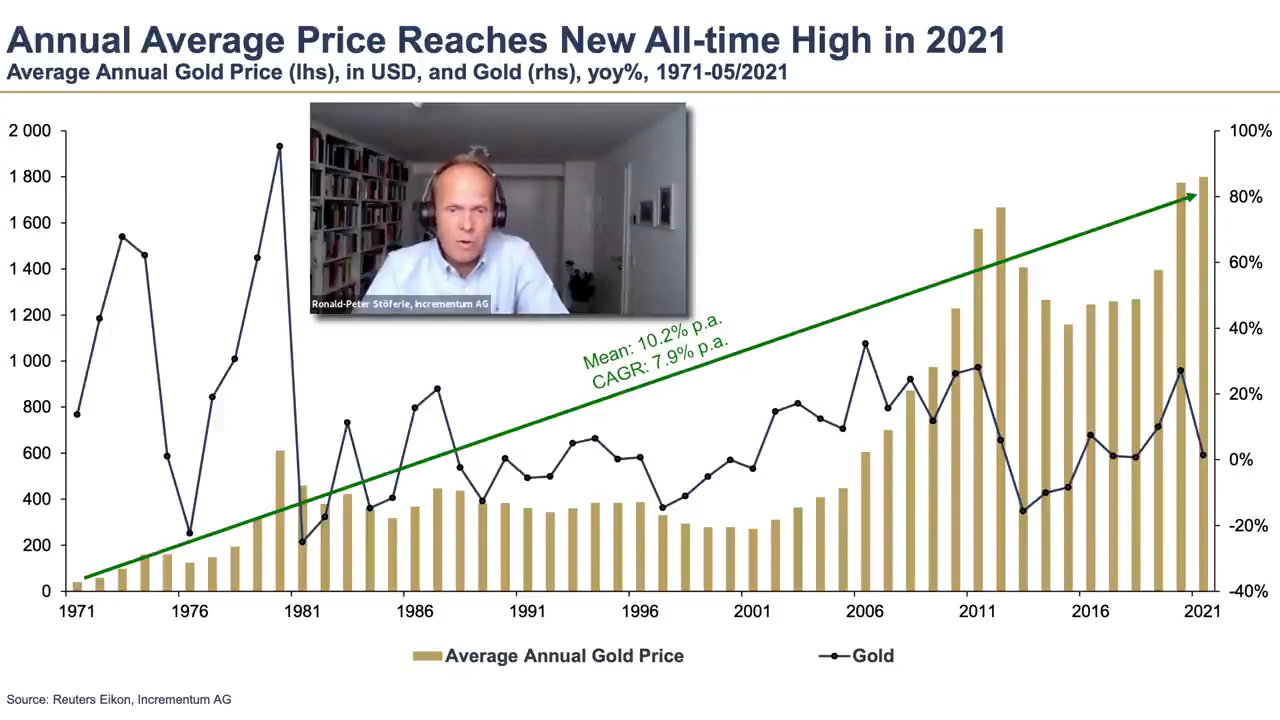 Annual Average Price Reaches New All-time High in 2021
Average Annual Gold Price (lhs), in USD, and Gold (rhs), yoy%, 1971-05/2021
2 000
1 800
1 600
1 400
1 200
1 000
800
600
400
200
0
100%
80%
60%
40%
20%
0%
-20%
-40%
Ronald-Peter Stöferle, Incrementum AG
Mean: 10.2% p.a.
CAGR: 7.9% p.a.
1971 1976 1981 1986 1991 1996 2001 2006 2011 2016 2021
Average Annual Gold Price Gold
Source: Reuters Eikon, Incrementum AG